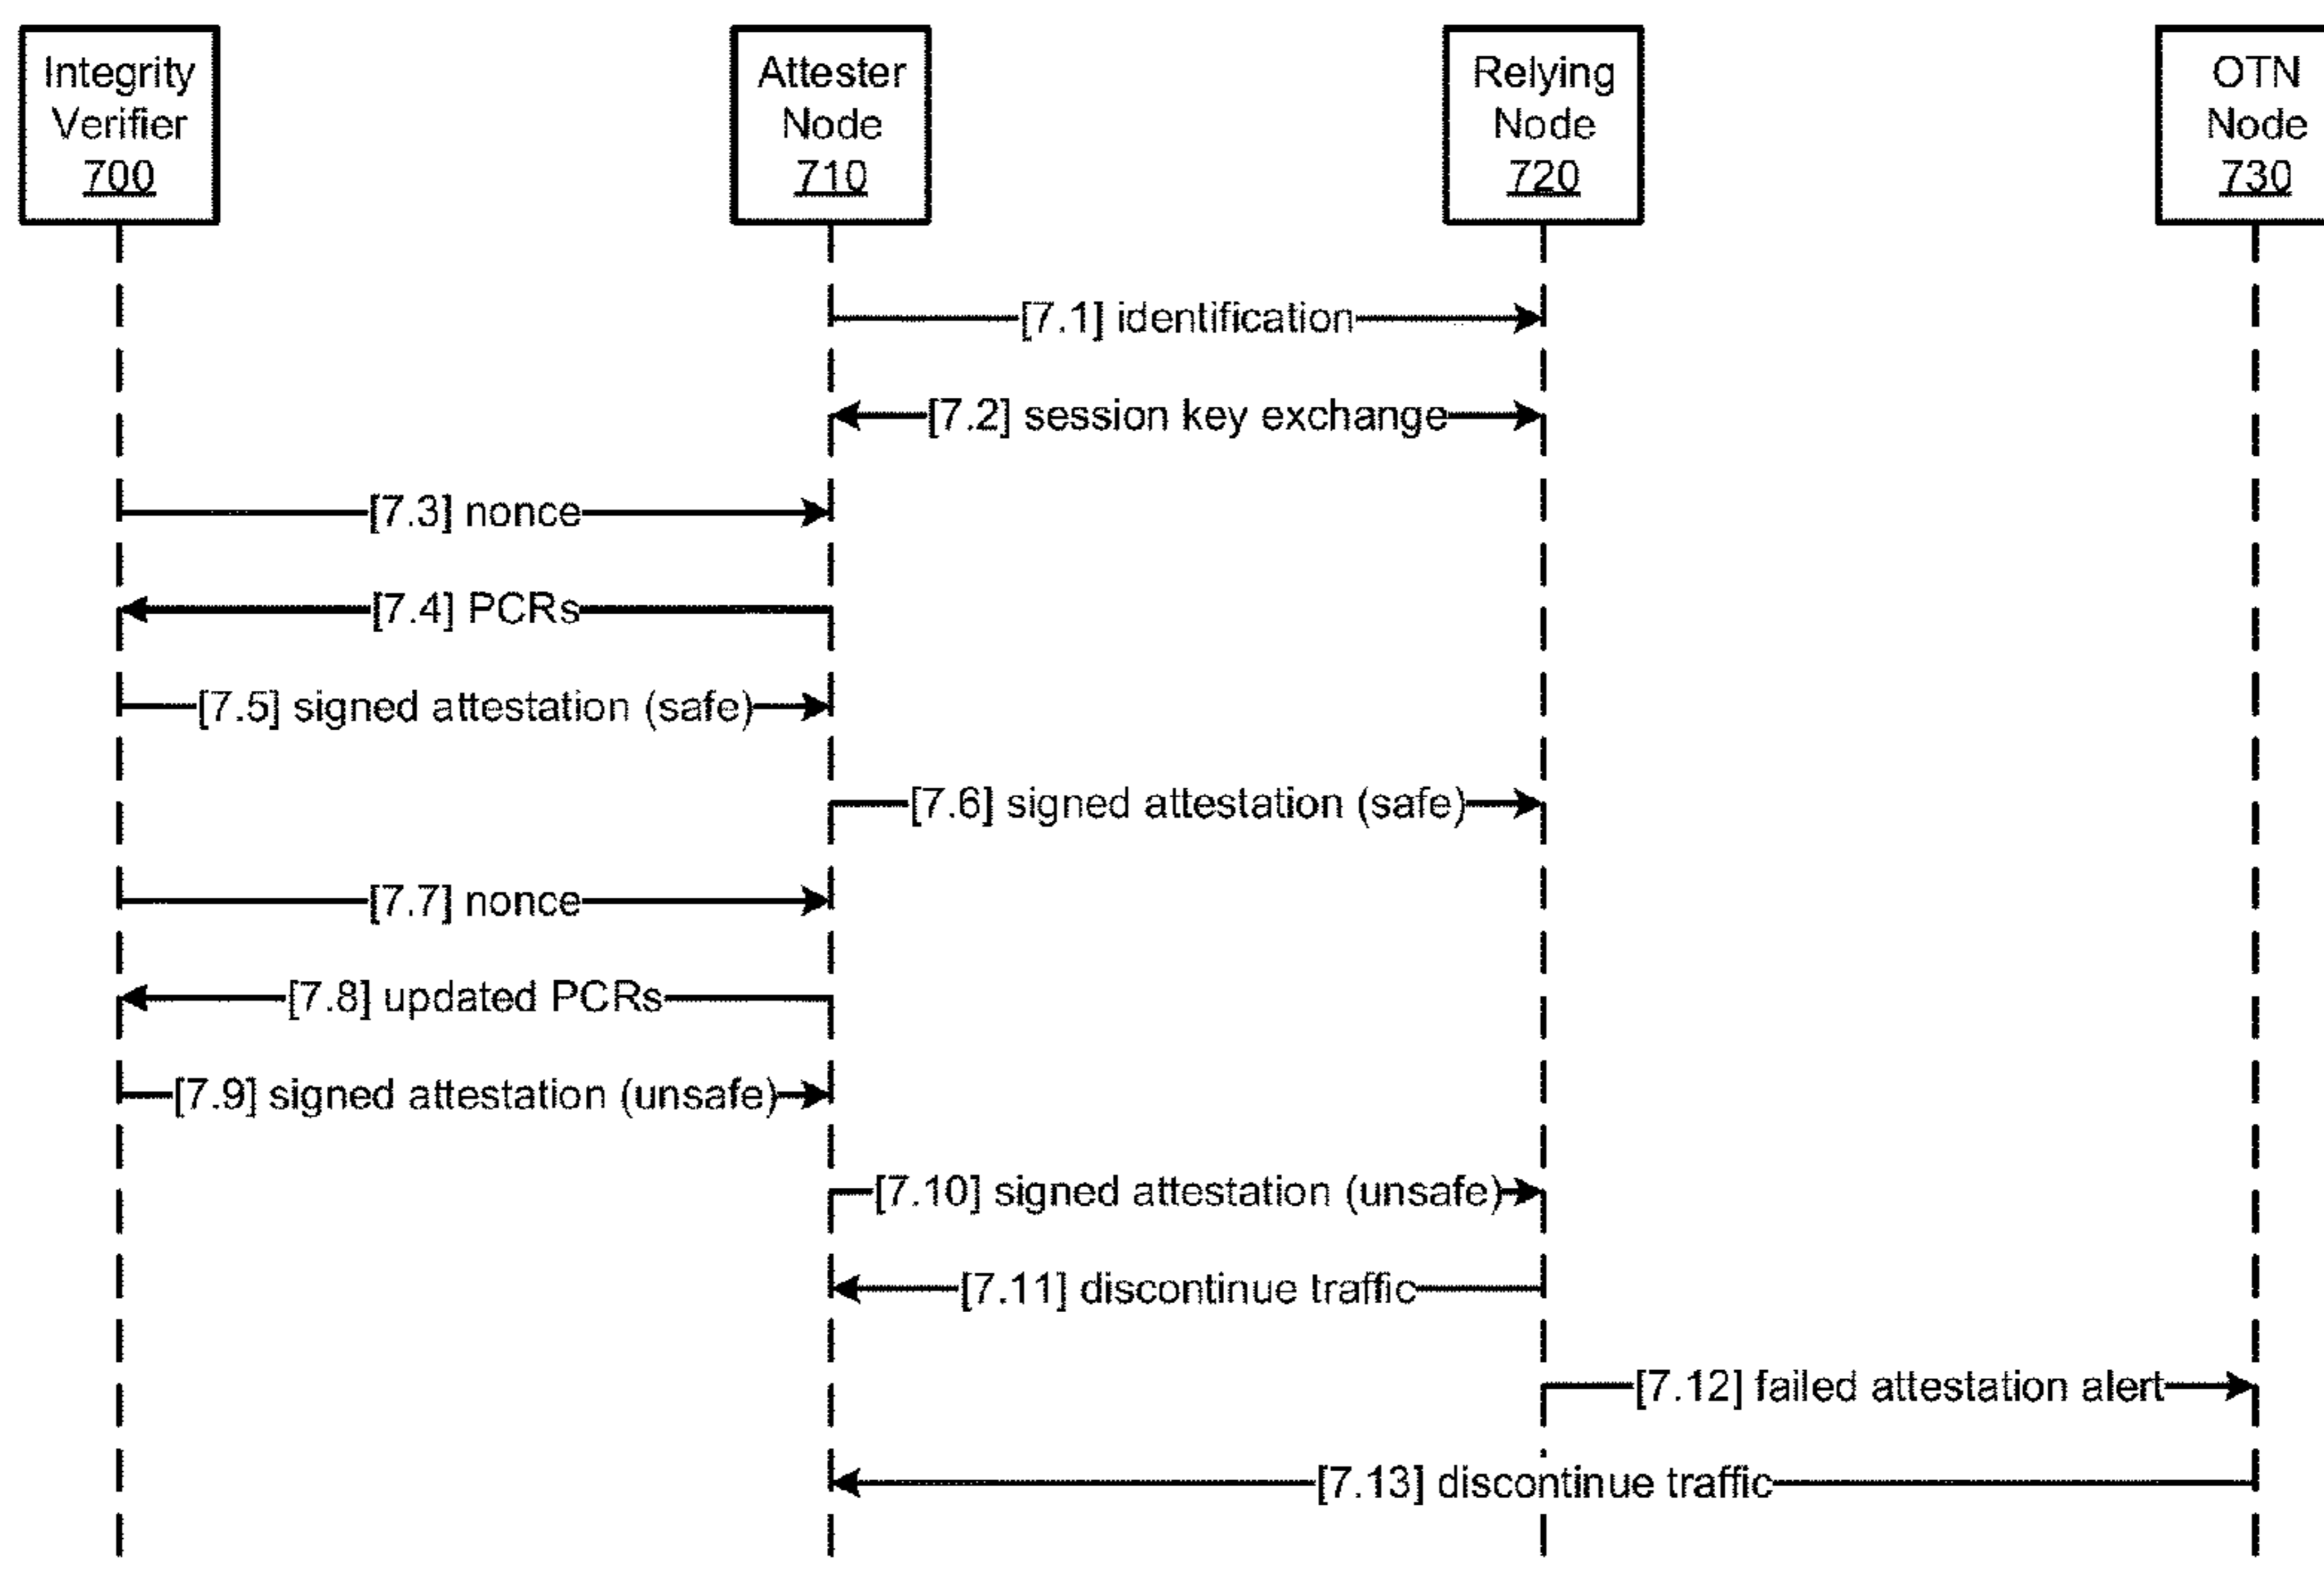 Integrity
Verifier
700
Attester
Node
710
Relying
Node
720
OTN
Node
730
[7.1] identification
[7.2] session key exchange
[7.3] nonce
[7.4] PCRs
[7.5] signed attestation (safe)
[7.6] signed attestation (safe)
[7.7] nonce
[7.8] updated PCRs
[7.9] signed attestation (unsafe)
[7.10] signed attestation (unsafe)
[7.11] discontinue traffic
[7.12] failed attestation alert
[7.13] discontinue traffic